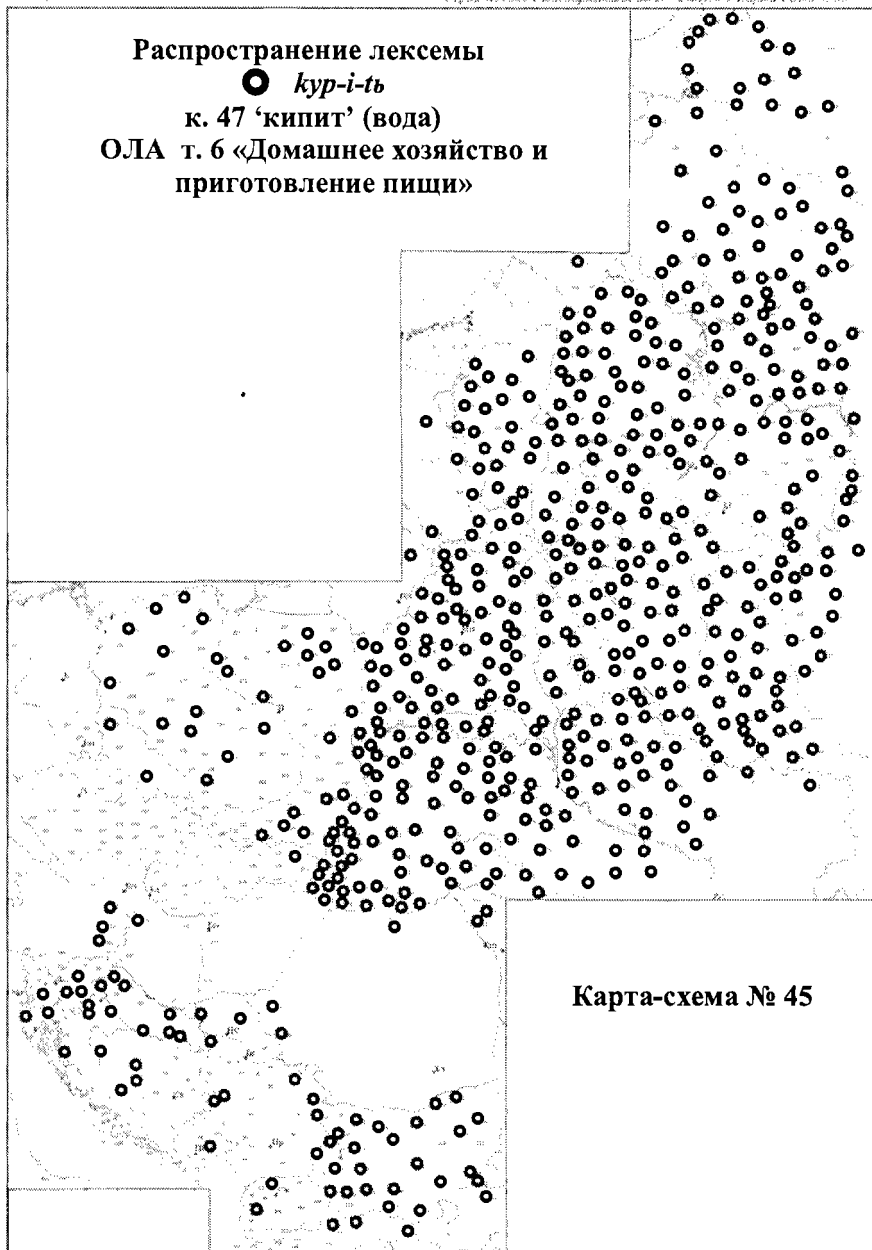 Распространение лексемы
kyp-i-tь
к. 47 ‘кипит’ (вода)
ОЛА т. 6 «Домашнее хозяйство и
приготовление пищи»
Карта-схема № 45